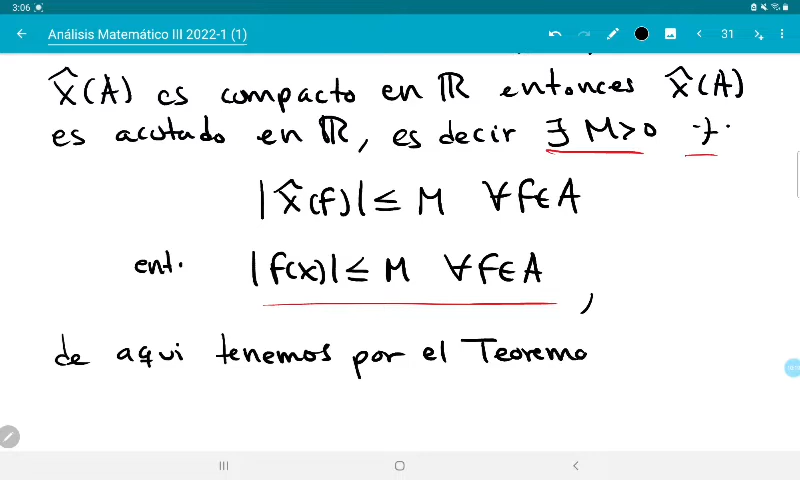 3:06
Análisis Matemático III 2022-1 (1)
31
x̂(A) es compacto en ℝ entonces x̂(A)
es acotado en ℝ, es decir ∃ M>0 ·}·
|x̂(f)| ≤ M ∀f∈A
ent. |f(x)| ≤ M ∀f∈A ,
de aqui tenemos por el Teorema